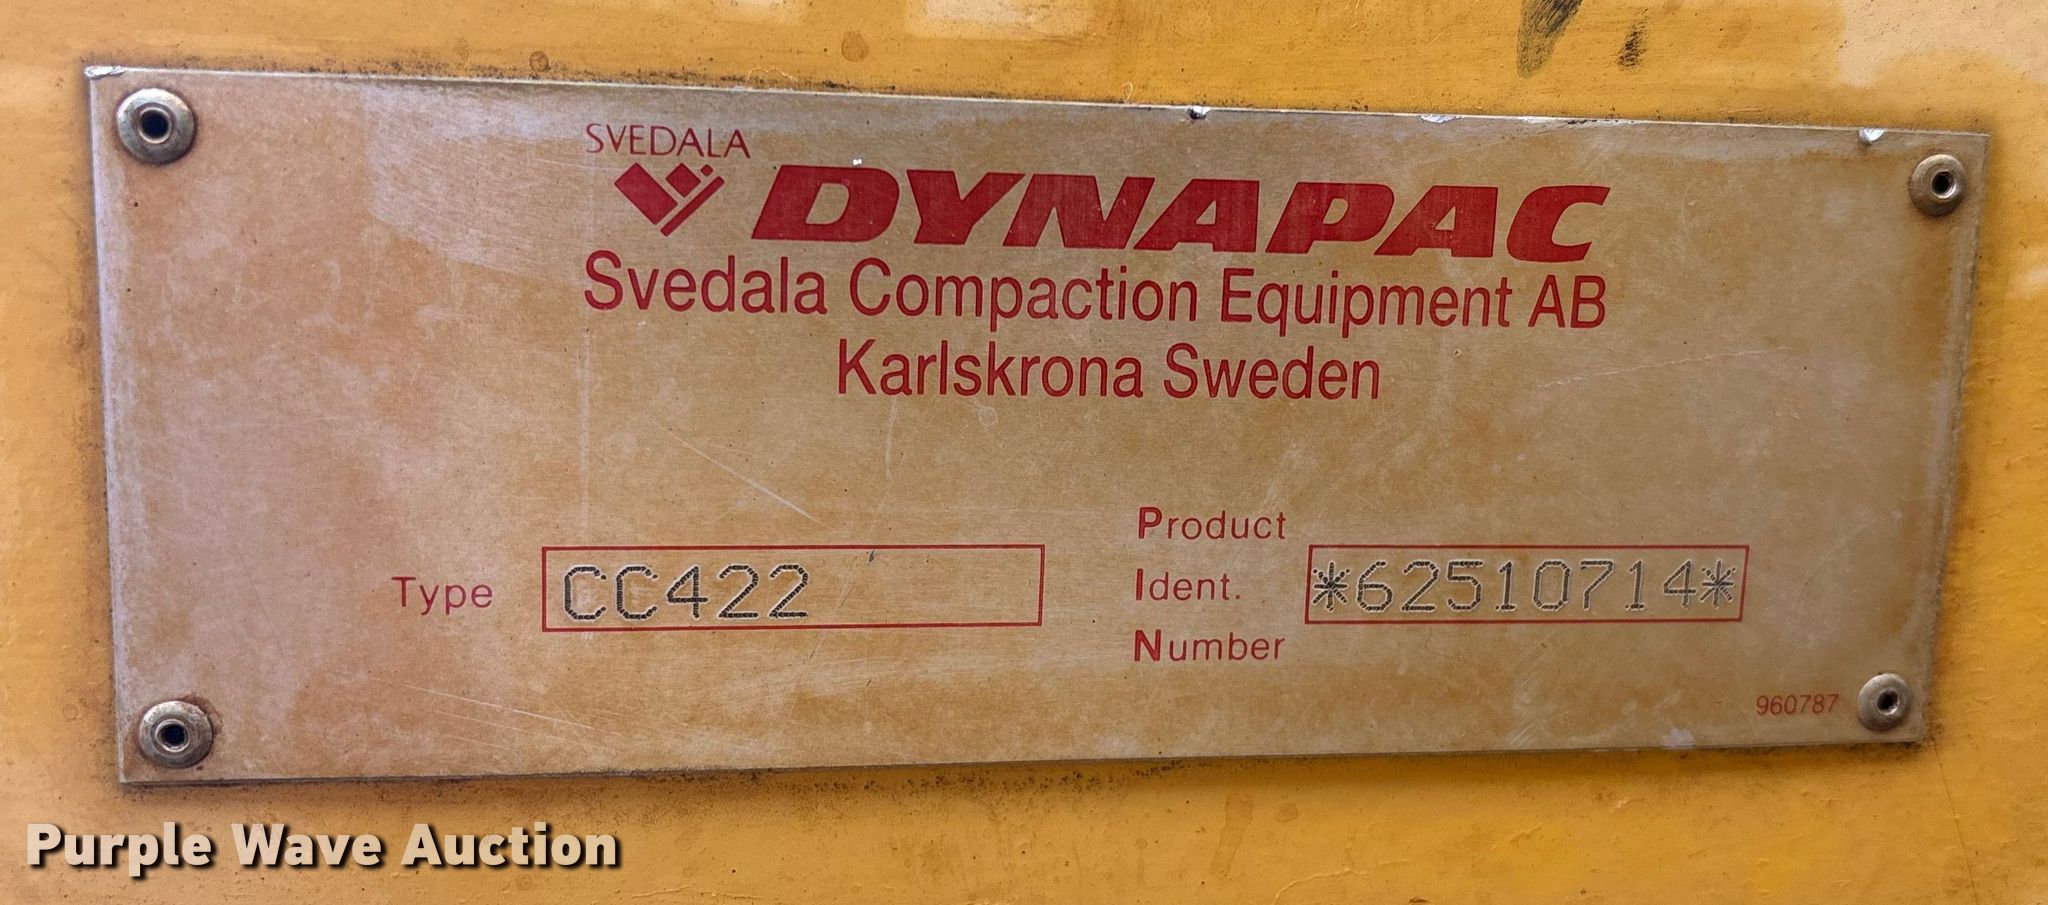 SVEDALA
DYNAPAC
Svedala Compaction Equipment AB
Karlskrona Sweden
Type CC422
Product
Ident. *62510714*
Number
960787
Purple Wave Auction